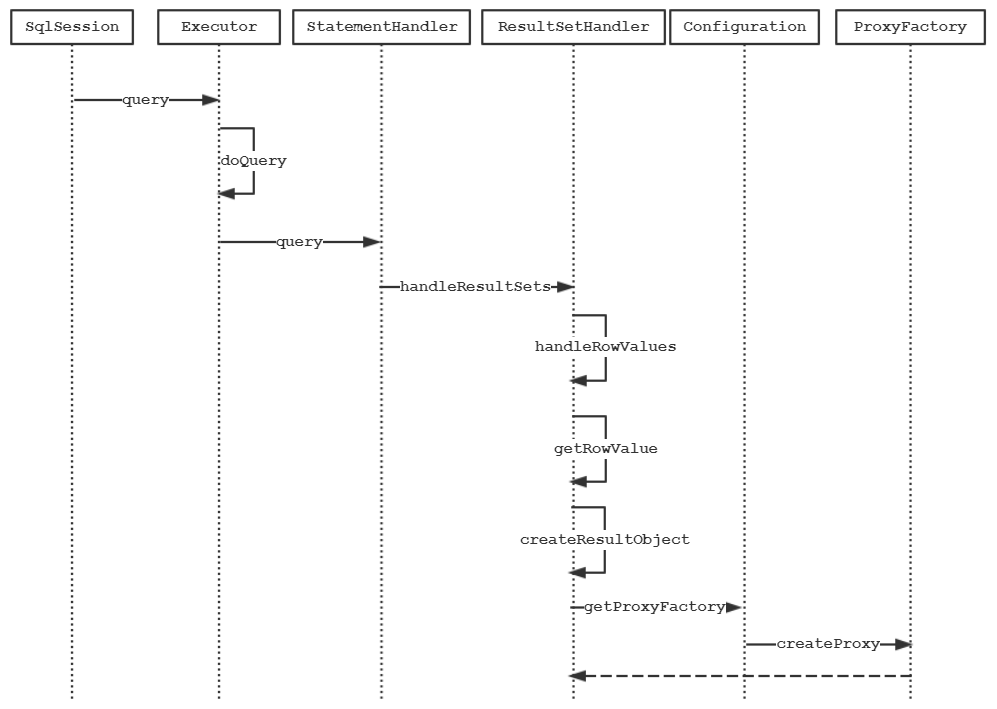 SqlSession
Executor
StatementHandler
ResultSetHandler
Configuration
ProxyFactory
query
doQuery
query
handleResultSets
handleRowValues
getRowValue
createResultObject
getProxyFactory
createProxy